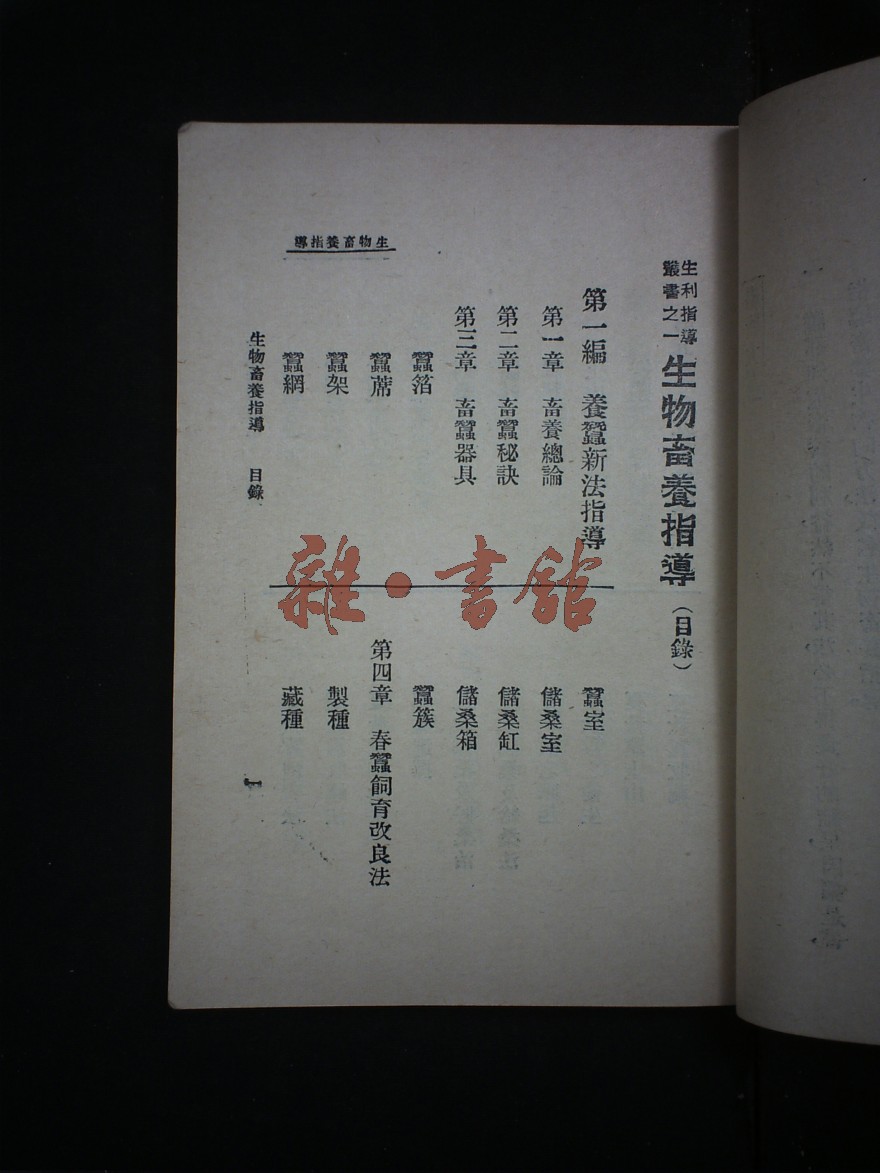 生利指導
叢書之一
生物畜養指導（目錄）
第一編　養蠶新法指導
第一章　畜養總論
第二章　畜蠶秘訣
第三章　畜蠶器具
蠶箔
蠶蓆
蠶架
蠶網
蠶室
儲桑室
儲桑缸
儲桑箱
蠶簇
第四章　春蠶飼育改良法
製種
藏種
生物畜養指導
生物畜養指導　目錄
一
雜·書館